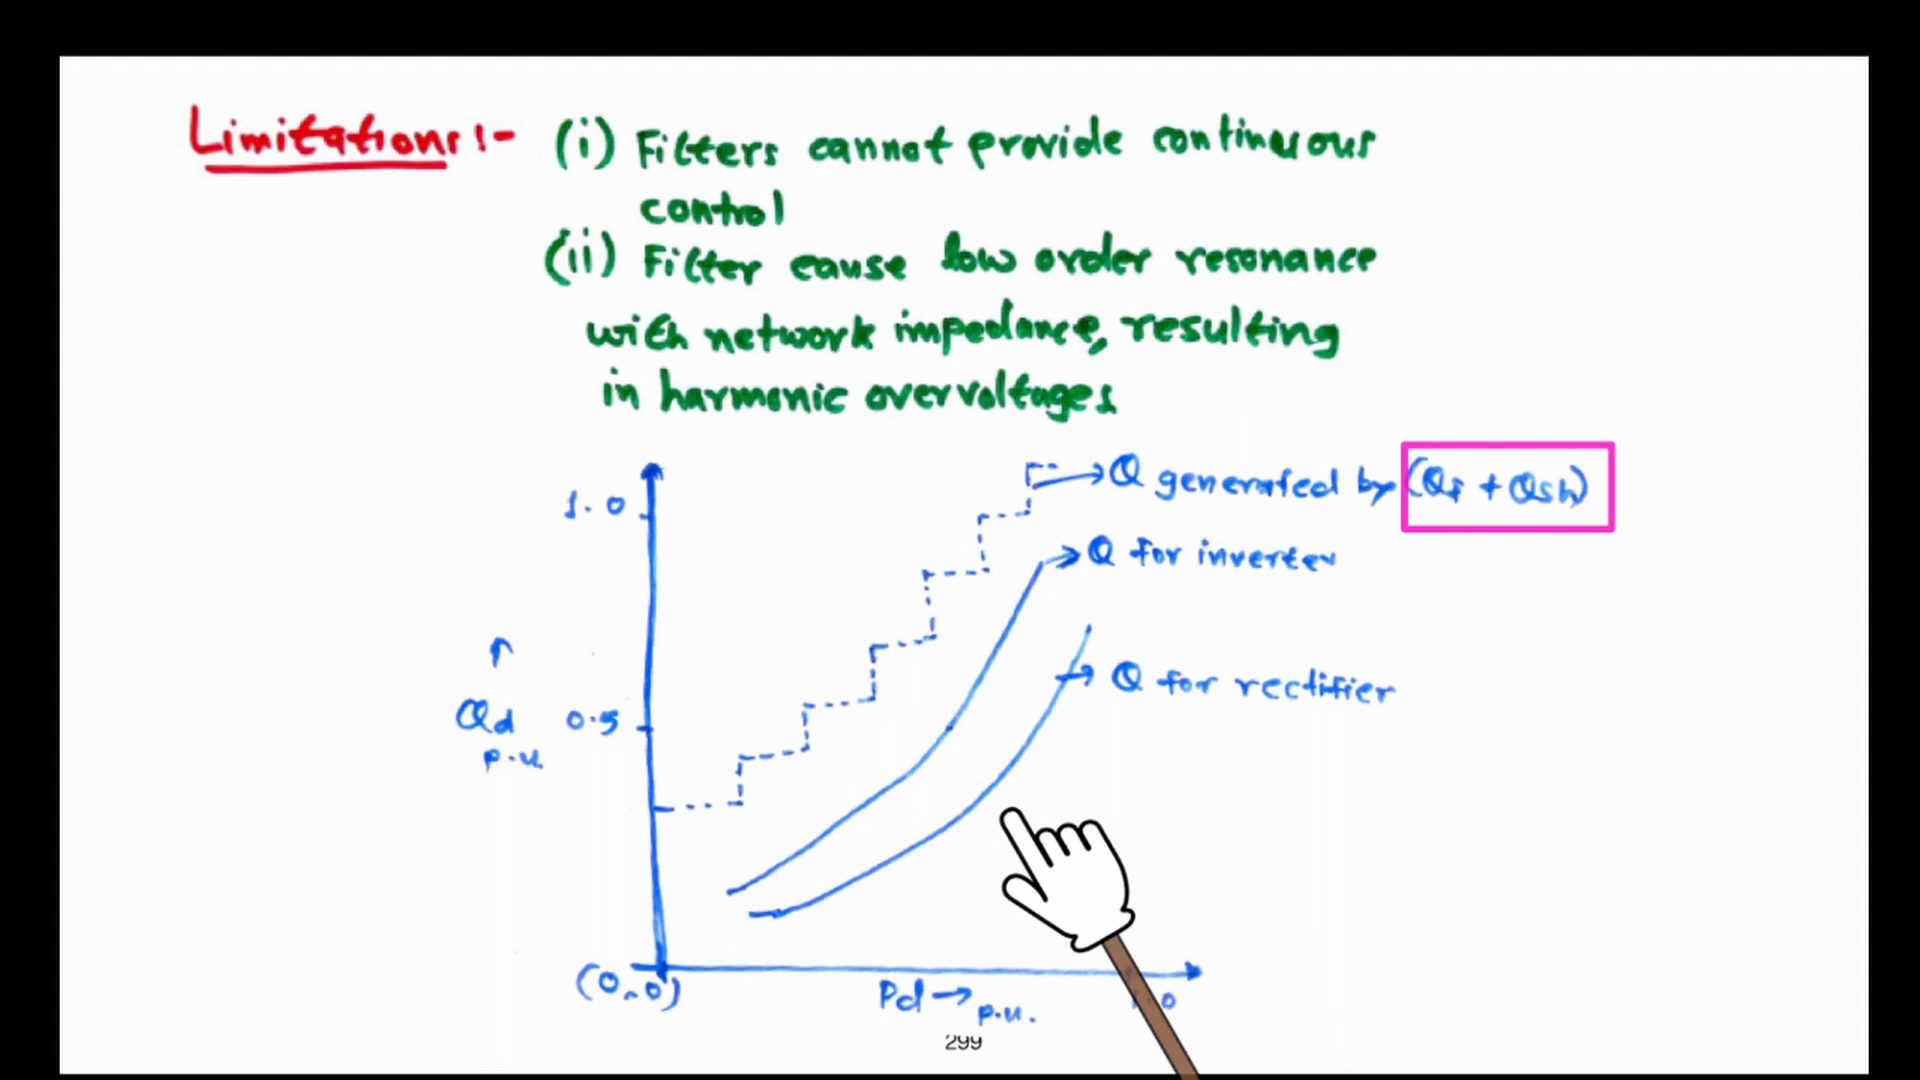 Limitations:- (i) Filters cannot provide continuous
control
(ii) Filter cause low order resonance
with network impedance, resulting
in harmonic overvoltages
Q generated by (Qf + Qsh)
1.0
Q for inverter
Q for rectifier
Qd 0.5
p.u.
(0,0)
Pd → p.u.
299